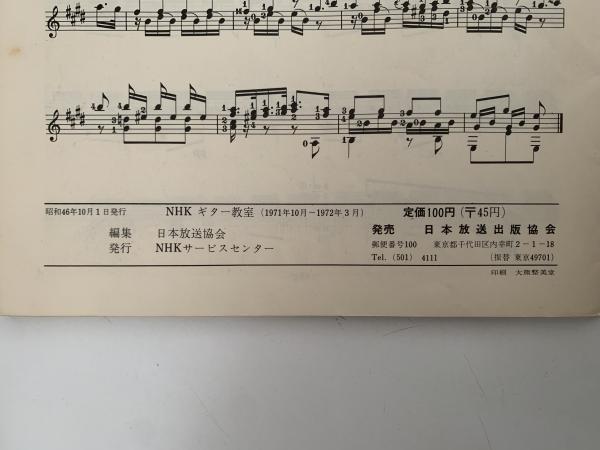 昭和46年10月1日発行 NHK ギター教室（1971年10月－1972年3月） 定価100円（〒45円）
編集 日本放送協会
発行 NHKサービスセンター
発売 日本放送出版協会
郵便番号100 東京都千代田区内幸町2－1－18
Tel.（501）4111 （振替 東京49701）
印刷 大熊整美堂